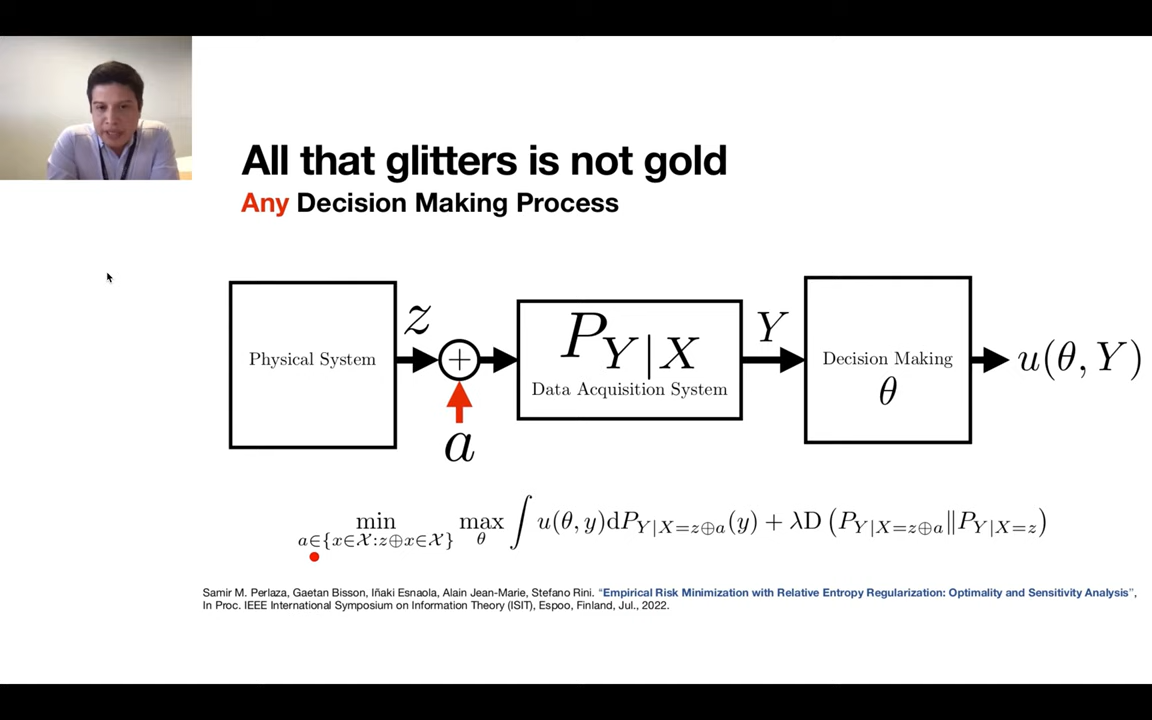 All that glitters is not gold
Any Decision Making Process
Physical System
z
+
a
P_{Y|X}
Data Acquisition System
Y
Decision Making
θ
u(θ, Y)
min_{a∈{x∈𝒳:z⊕x∈𝒳}} max_θ ∫ u(θ, y)dP_{Y|X=z⊕a}(y) + λD (P_{Y|X=z⊕a}‖P_{Y|X=z})
Samir M. Perlaza, Gaetan Bisson, Iñaki Esnaola, Alain Jean-Marie, Stefano Rini. “Empirical Risk Minimization with Relative Entropy Regularization: Optimality and Sensitivity Analysis”,
In Proc. IEEE International Symposium on Information Theory (ISIT), Espoo, Finland, Jul., 2022.